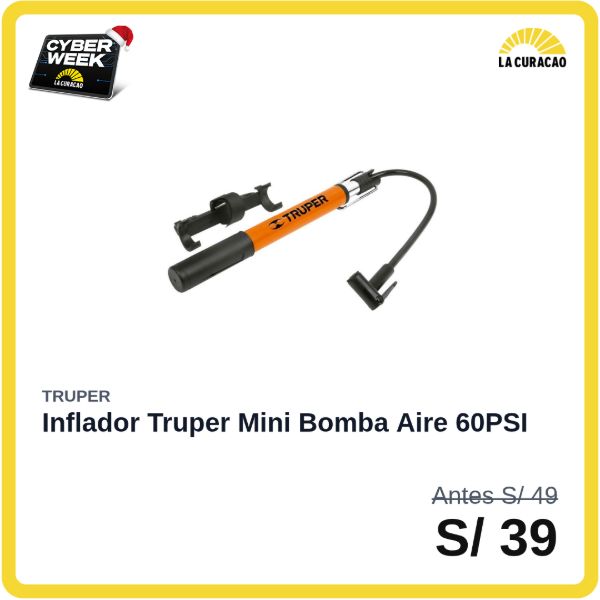 CYBER
WEEK
LA CURACAO
LA CURACAO
TRUPER
TRUPER
Inflador Truper Mini Bomba Aire 60PSI
Antes S/ 49
S/ 39